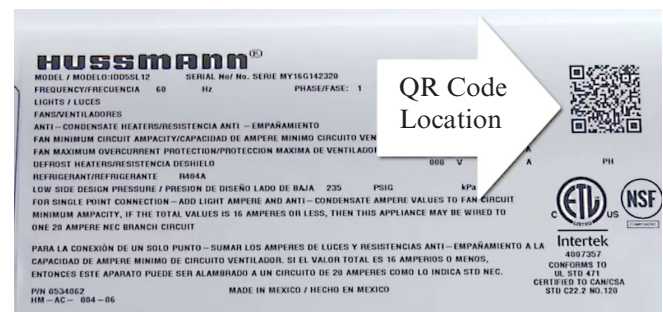 HUSSMANN®
MODEL / MODELO:IDD5SL12 SERIAL No/ No. SERIE MY16G142320
FREQUENCY/FRECUENCIA 60 Hz PHASE/FASE: 1
LIGHTS / LUCES
FANS/VENTILADORES
ANTI-CONDENSATE HEATERS/RESISTENCIA ANTI-EMPAÑAMIENTO
FAN MINIMUM CIRCUIT AMPACITY/CAPACIDAD DE AMPERE MINIMO CIRCUITO VEN
FAN MAXIMUM OVERCURRENT PROTECTION/PROTECCION MAXIMA DE VENTILADOR A
DEFROST HEATERS/RESISTENCIA DESHIELO 000 V A PH
REFRIGERANT/REFRIGERANTE R404A
LOW SIDE DESIGN PRESSURE / PRESION DE DISEÑO LADO DE BAJA 235 PSIG kPa
FOR SINGLE POINT CONNECTION-ADD LIGHT AMPERE AND ANTI-CONDENSATE AMPERE VALUES TO FAN CIRCUIT
MINIMUM AMPACITY, IF THE TOTAL VALUES IS 16 AMPERES OR LESS, THEN THIS APPLIANCE MAY BE WIRED TO
ONE 20 AMPERE NEC BRANCH CIRCUIT
PARA LA CONEXIÓN DE UN SOLO PUNTO-SUMAR LOS AMPERES DE LUCES Y RESISTENCIAS ANTI-EMPAÑAMIENTO A LA
CAPACIDAD DE AMPERE MINIMO DE CIRCUITO VENTILADOR. SI EL VALOR TOTAL ES 16 AMPERIOS O MENOS,
ENTONCES ESTE APARATO PUEDE SER ALAMBRADO A UN CIRCUITO DE 20 AMPERES COMO LO INDICA STD NEC.
P/N 0534062 MADE IN MEXICO / HECHO EN MEXICO
HM-AC- 004-06
QR Code
Location
C ETL US
LISTED
NSF
Intertek
4007357
CONFORMS TO
UL STD 471
CERTIFIED TO CAN/CSA
STD C22.2 NO.120